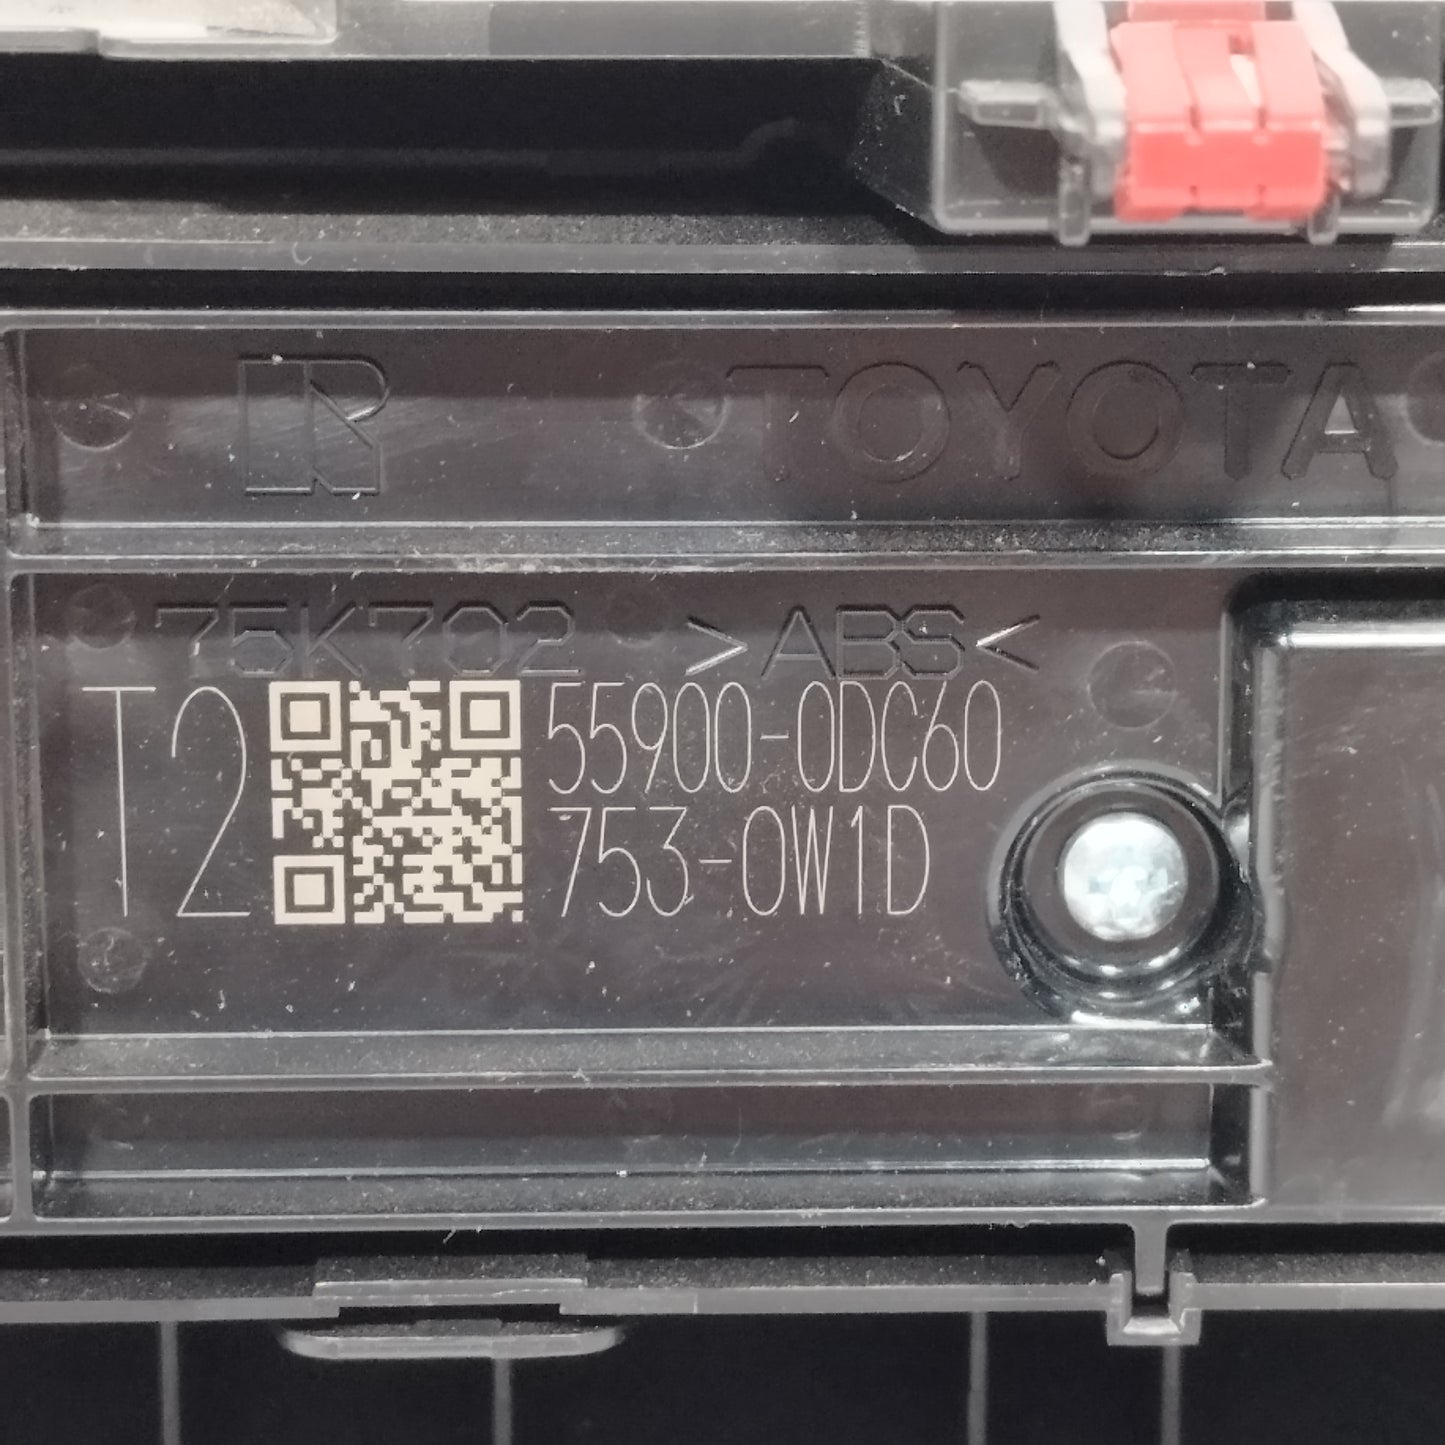 R TOYOTA
75K702 >ABS<
T2 55900-0DC60
753-0W1D